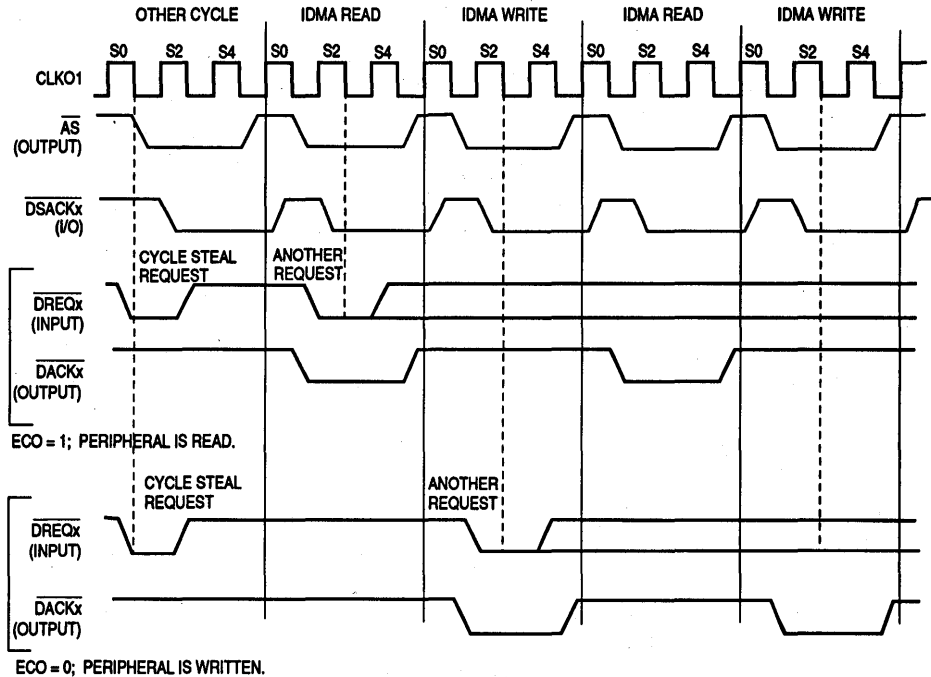 OTHER CYCLE IDMA READ IDMA WRITE IDMA READ IDMA WRITE
S0 S2 S4 S0 S2 S4 S0 S2 S4 S0 S2 S4 S0 S2 S4
CLKO1
AS
(OUTPUT)
DSACKx
(I/O)
CYCLE STEAL
REQUEST
ANOTHER
REQUEST
DREQx
(INPUT)
DACKx
(OUTPUT)
ECO = 1; PERIPHERAL IS READ.
CYCLE STEAL
REQUEST
ANOTHER
REQUEST
DREQx
(INPUT)
DACKx
(OUTPUT)
ECO = 0; PERIPHERAL IS WRITTEN.